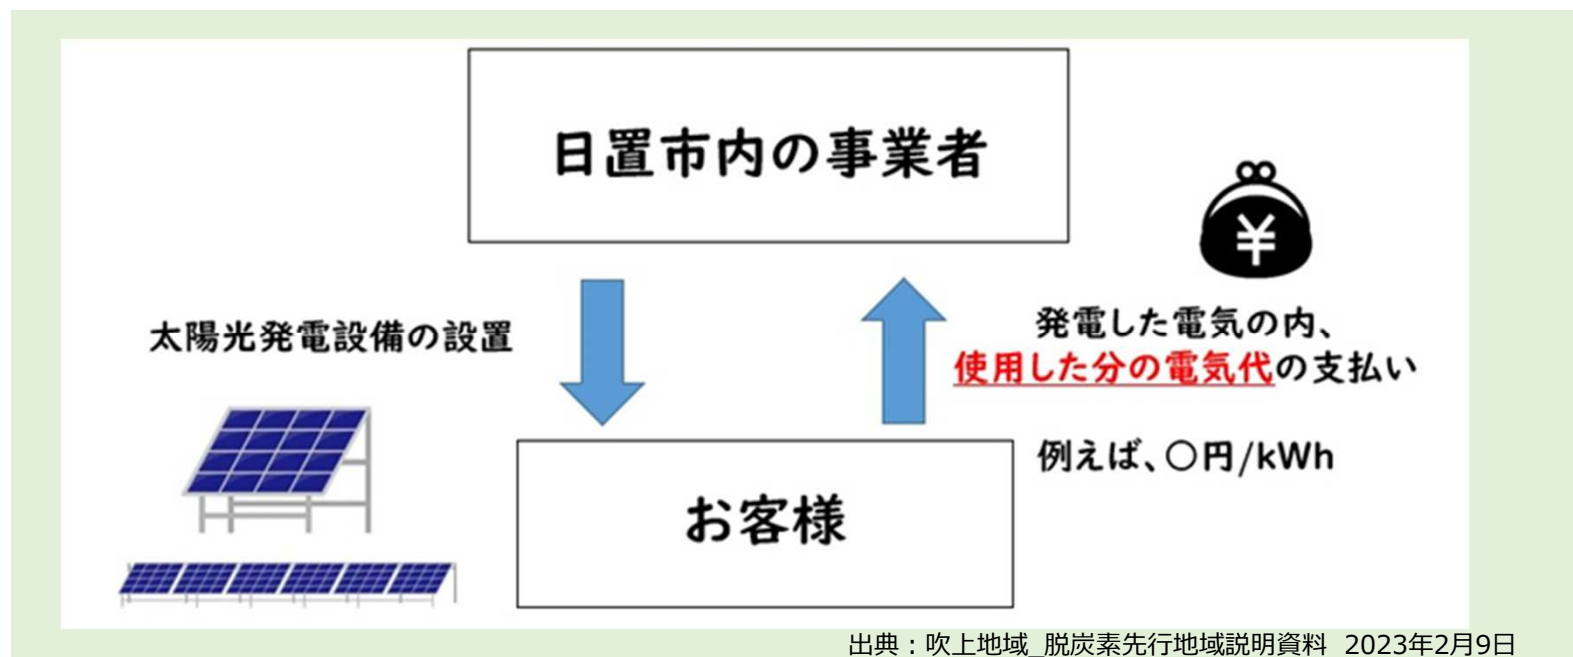 日置市内の事業者
¥
太陽光発電設備の設置
発電した電気の内、
使用した分の電気代の支払い
例えば、〇円/kWh
お客様
出典：吹上地域_脱炭素先行地域説明資料 2023年2月9日